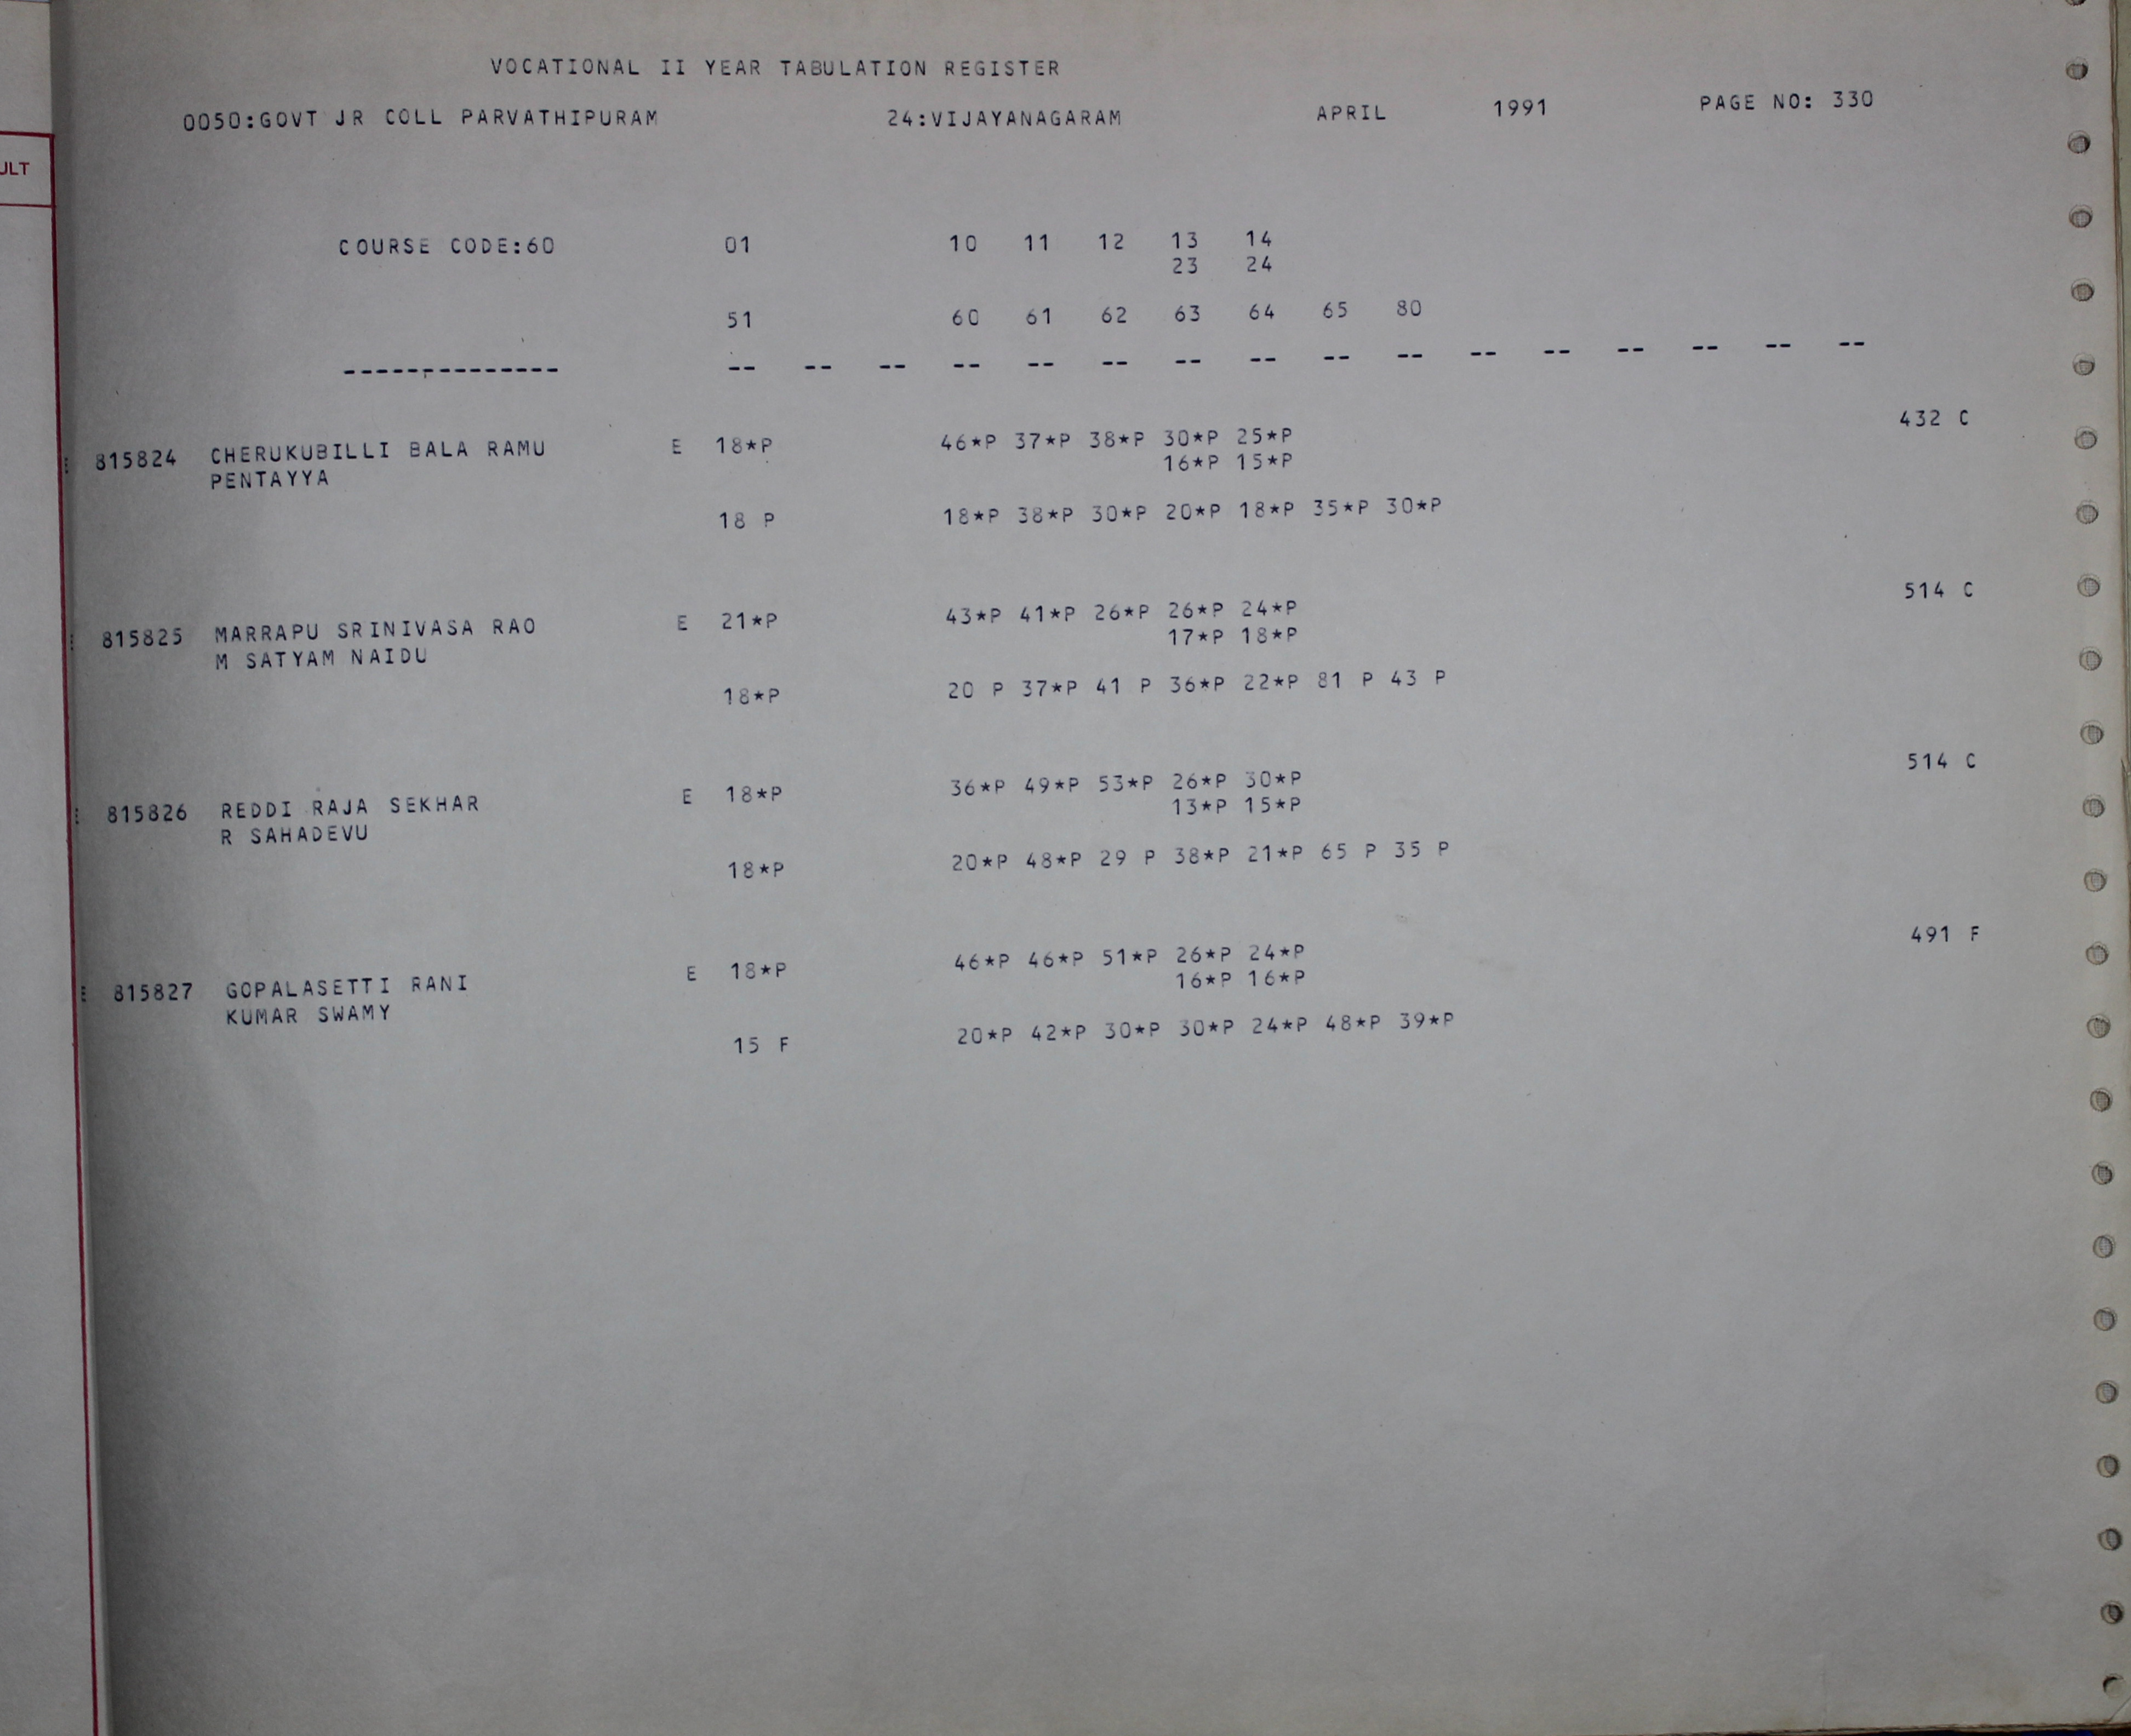 VOCATIONAL II YEAR TABULATION REGISTER
0050:GOVT JR COLL PARVATHIPURAM 24:VIJAYANAGARAM APRIL 1991 PAGE NO: 330
ULT
COURSE CODE:60 01 10 11 12 13 14
23 24
51 60 61 62 63 64 65 80
-------------- -- -- -- -- -- -- -- -- -- -- -- -- -- -- -- --
432 C
815824 CHERUKUBILLI BALA RAMU E 18*P 46*P 37*P 38*P 30*P 25*P
PENTAYYA 16*P 15*P
18 P 18*P 38*P 30*P 20*P 18*P 35*P 30*P
514 C
815825 MARRAPU SRINIVASA RAO E 21*P 43*P 41*P 26*P 26*P 24*P
M SATYAM NAIDU 17*P 18*P
18*P 20 P 37*P 41 P 36*P 22*P 81 P 43 P
514 C
815826 REDDI RAJA SEKHAR E 18*P 36*P 49*P 53*P 26*P 30*P
R SAHADEVU 13*P 15*P
18*P 20*P 48*P 29 P 38*P 21*P 65 P 35 P
491 F
815827 GOPALASETTI RANI E 18*P 46*P 46*P 51*P 26*P 24*P
KUMAR SWAMY 16*P 16*P
15 F 20*P 42*P 30*P 30*P 24*P 48*P 39*P